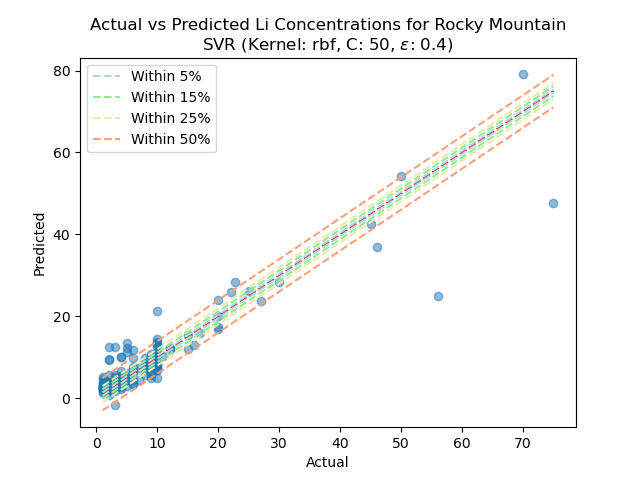 Actual vs Predicted Li Concentrations for Rocky Mountain
SVR (Kernel: rbf, C: 50, ε: 0.4)
Within 5%
Within 15%
Within 25%
Within 50%
80
60
40
20
0
Predicted
0 10 20 30 40 50 60 70
Actual